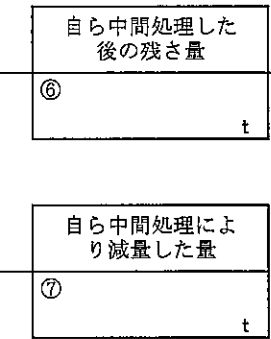 自ら中間処理した
後の残さ量
⑥
t
自ら中間処理によ
り減量した量
⑦
t